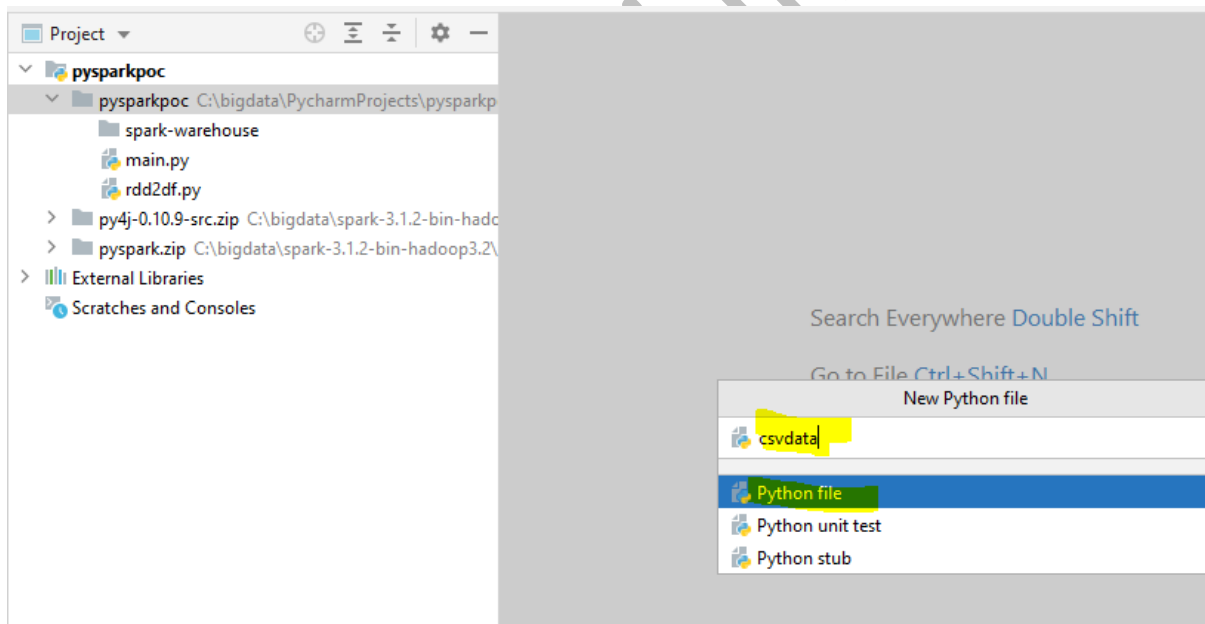 Project
pysparkpoc
pysparkpoc C:\bigdata\PycharmProjects\pysparkp
spark-warehouse
main.py
rdd2df.py
py4j-0.10.9-src.zip C:\bigdata\spark-3.1.2-bin-hadc
pyspark.zip C:\bigdata\spark-3.1.2-bin-hadoop3.2\
External Libraries
Scratches and Consoles
Search Everywhere Double Shift
Go to File Ctrl+Shift+N
New Python file
csvdata
Python file
Python unit test
Python stub